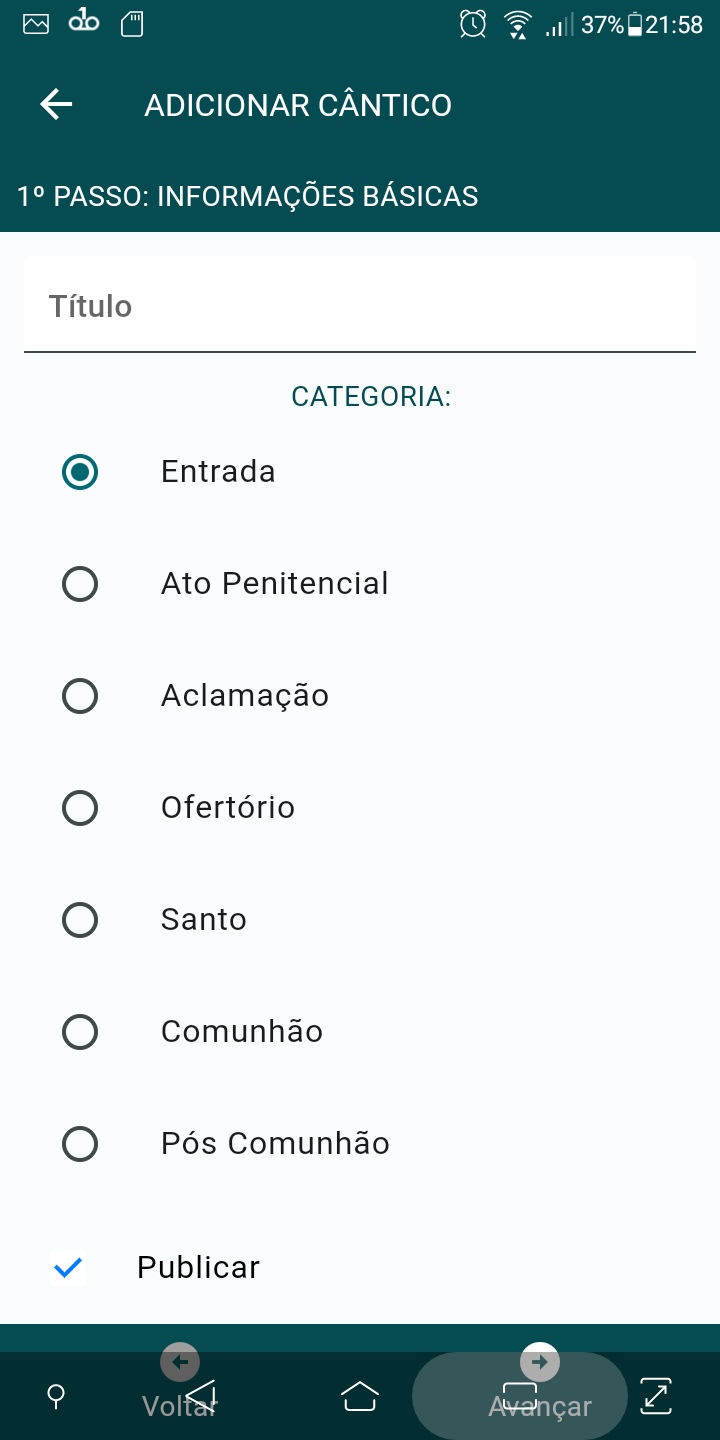 37% 21:58
ADICIONAR CÂNTICO
1º PASSO: INFORMAÇÕES BÁSICAS
Título
CATEGORIA:
Entrada
Ato Penitencial
Aclamação
Ofertório
Santo
Comunhão
Pós Comunhão
Publicar
Voltar Avançar